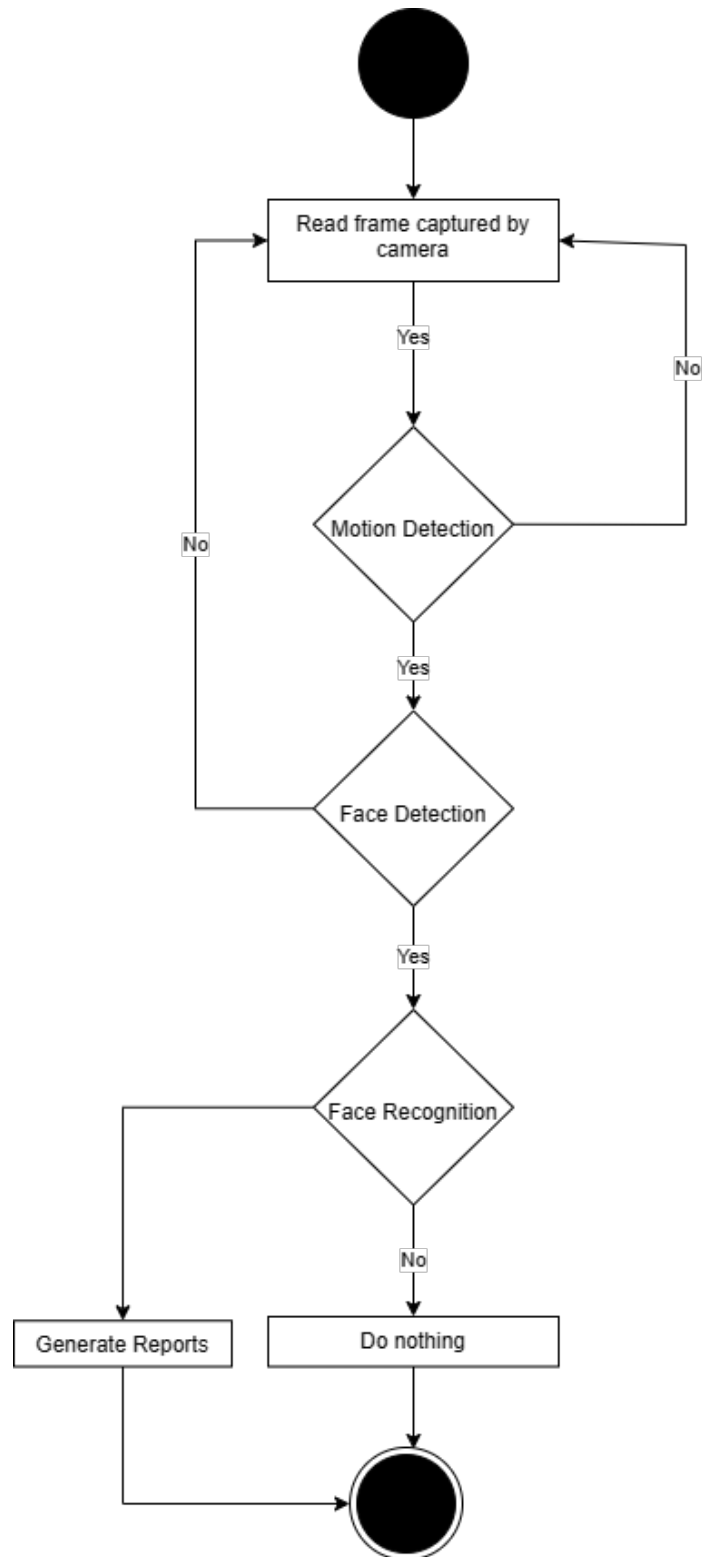 Read frame captured by
camera
Yes
No
Motion Detection
No
Yes
Face Detection
Yes
Face Recognition
No
Generate Reports
Do nothing